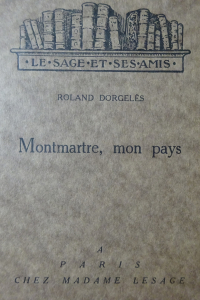 • LE • SAGE • ET • SES • AMIS •
ROLAND DORGELÈS
Montmartre, mon pays
A
PARIS
CHEZ MADAME LESAGE